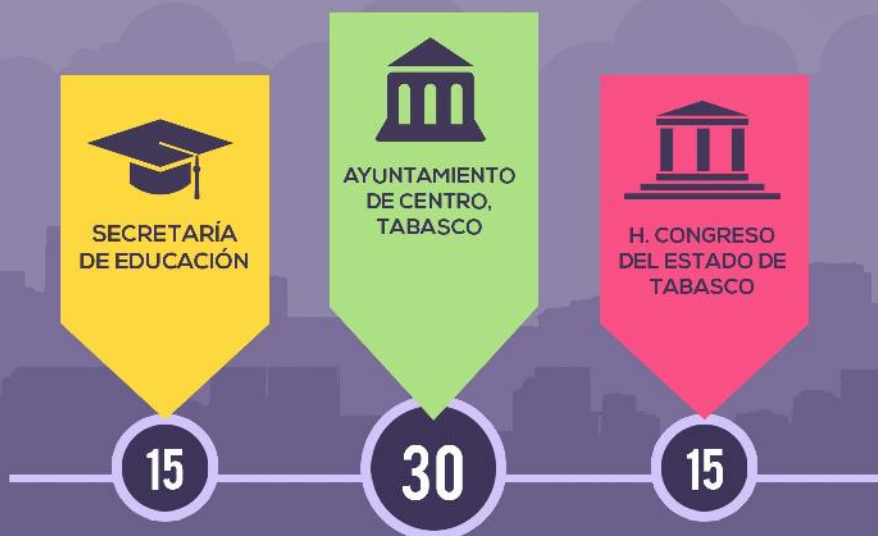 SECRETARÍA
DE EDUCACIÓN
15
AYUNTAMIENTO
DE CENTRO,
TABASCO
30
H. CONGRESO
DEL ESTADO DE
TABASCO
15